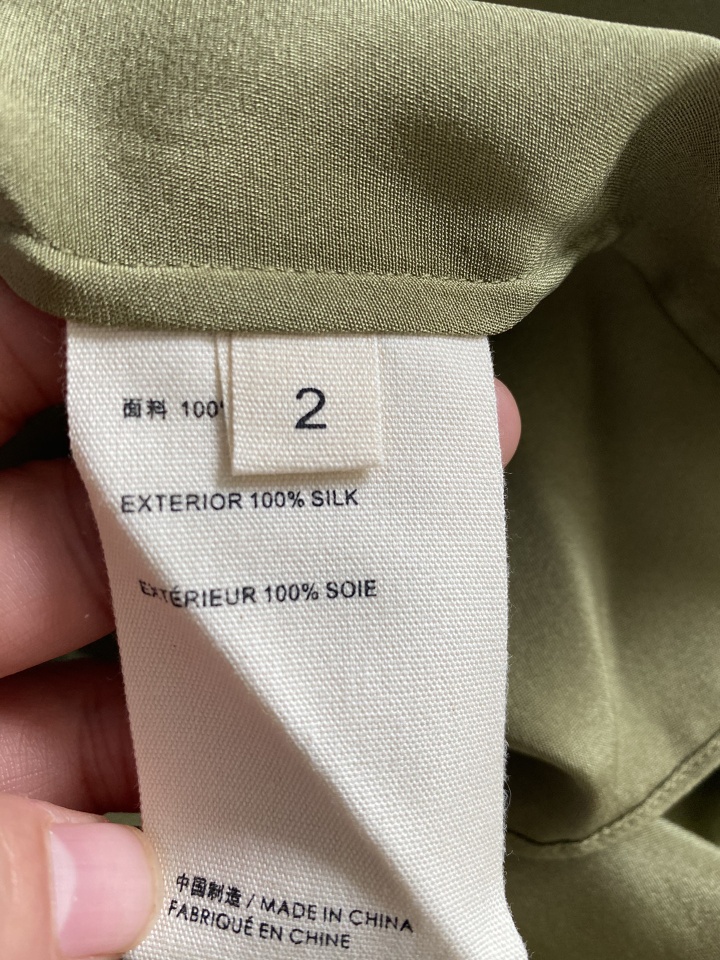 2
面料 100
EXTERIOR 100% SILK
EXTÉRIEUR 100% SOIE
中国制造 / MADE IN CHINA
FABRIQUÉ EN CHINE